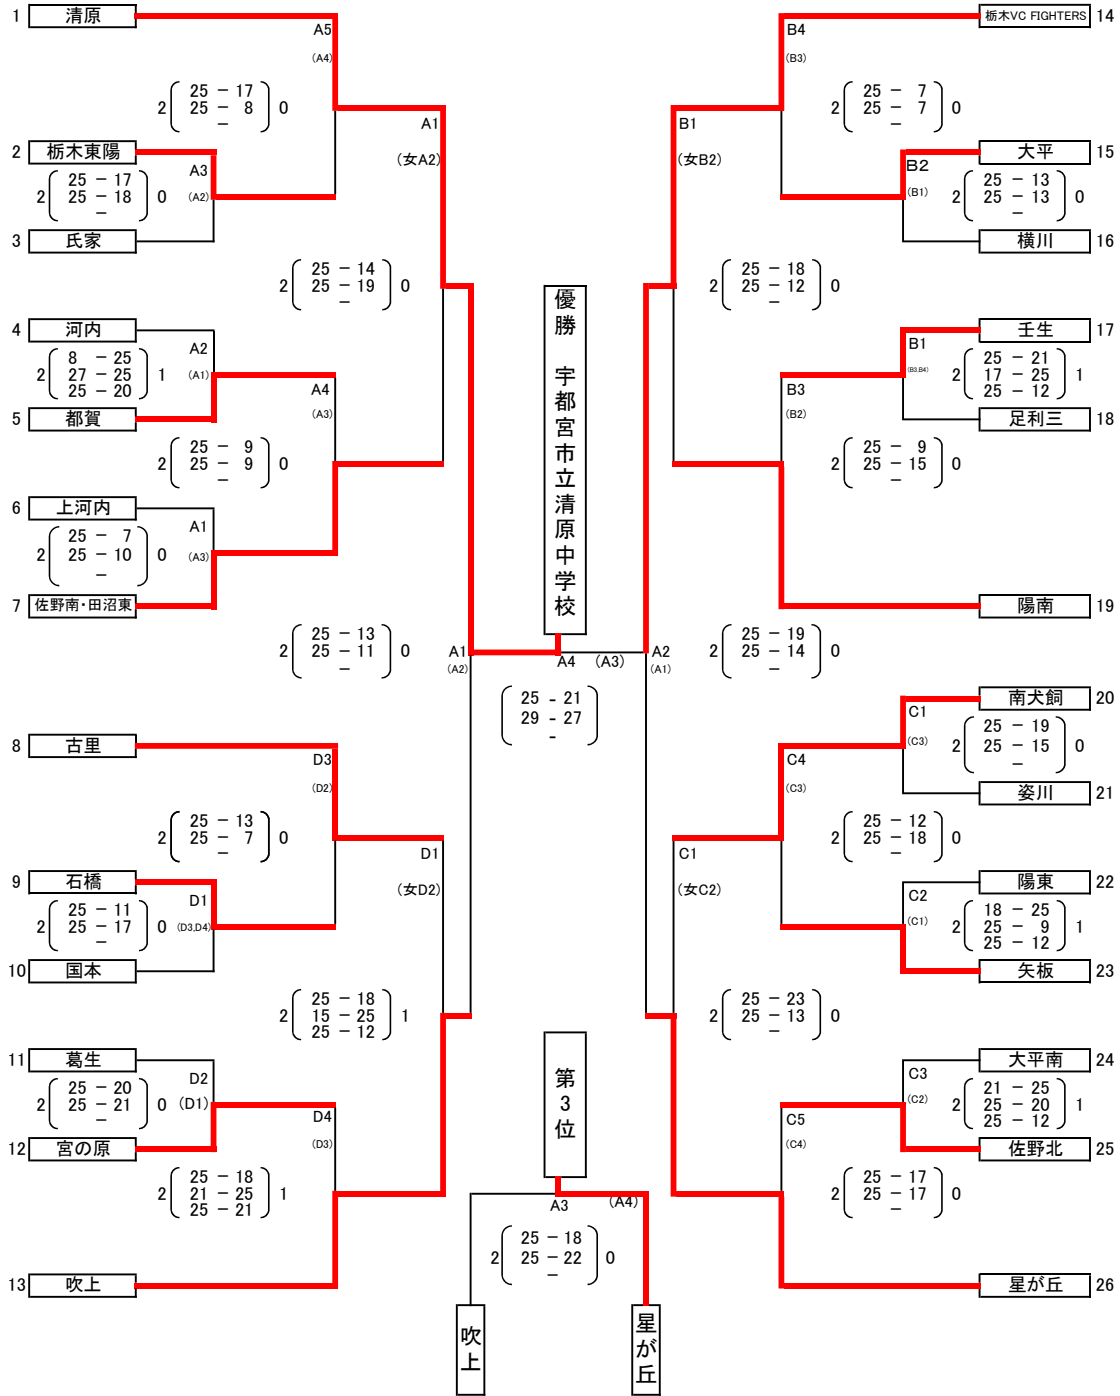 1 清原
A5
(A4)
2 25 - 17 0
25 - 8
-
2 栃木東陽
A3
(A2)
2 25 - 17 0
25 - 18
-
3 氏家
A1
(女A2)
2 25 - 14 0
25 - 19
-
4 河内
A2
(A1)
2 8 - 25 1
27 - 25
25 - 20
5 都賀
A4
(A3)
2 25 - 9 0
25 - 9
-
6 上河内
A1
(A3)
2 25 - 7 0
25 - 10
-
7 佐野南・田沼東
2 25 - 13 0
25 - 11
-
A1
(A2)
8 古里
D3
(D2)
2 25 - 13 0
25 - 7
-
9 石橋
D1
(D3,D4)
2 25 - 11 0
25 - 17
-
10 国本
D1
(女D2)
2 25 - 18 1
15 - 25
25 - 12
11 葛生
D2
(D1)
2 25 - 20 0
25 - 21
-
12 宮の原
D4
(D3)
2 25 - 18 1
21 - 25
25 - 21
13 吹上
優勝 宇都宮市立清原中学校
A4 (A3)
25 - 21
29 - 27
-
第3位
A3 (A4)
2 25 - 18 0
25 - 22
-
吹上
星が丘
栃木VC FIGHTERS 14
B4
(B3)
2 25 - 7 0
25 - 7
-
大平 15
B2
(B1)
2 25 - 13 0
25 - 13
-
横川 16
B1
(女B2)
2 25 - 18 0
25 - 12
-
壬生 17
B1
(B3,B4)
2 25 - 21 1
17 - 25
25 - 12
足利三 18
B3
(B2)
2 25 - 9 0
25 - 15
-
陽南 19
A2
(A1)
2 25 - 19 0
25 - 14
-
南犬飼 20
C1
(C3)
2 25 - 19 0
25 - 15
-
姿川 21
C4
(C3)
2 25 - 12 0
25 - 18
-
陽東 22
C2
(C1)
2 18 - 25 1
25 - 9
25 - 12
矢板 23
C1
(女C2)
2 25 - 23 0
25 - 13
-
大平南 24
C3
(C2)
2 21 - 25 1
25 - 20
25 - 12
佐野北 25
C5
(C4)
2 25 - 17 0
25 - 17
-
星が丘 26